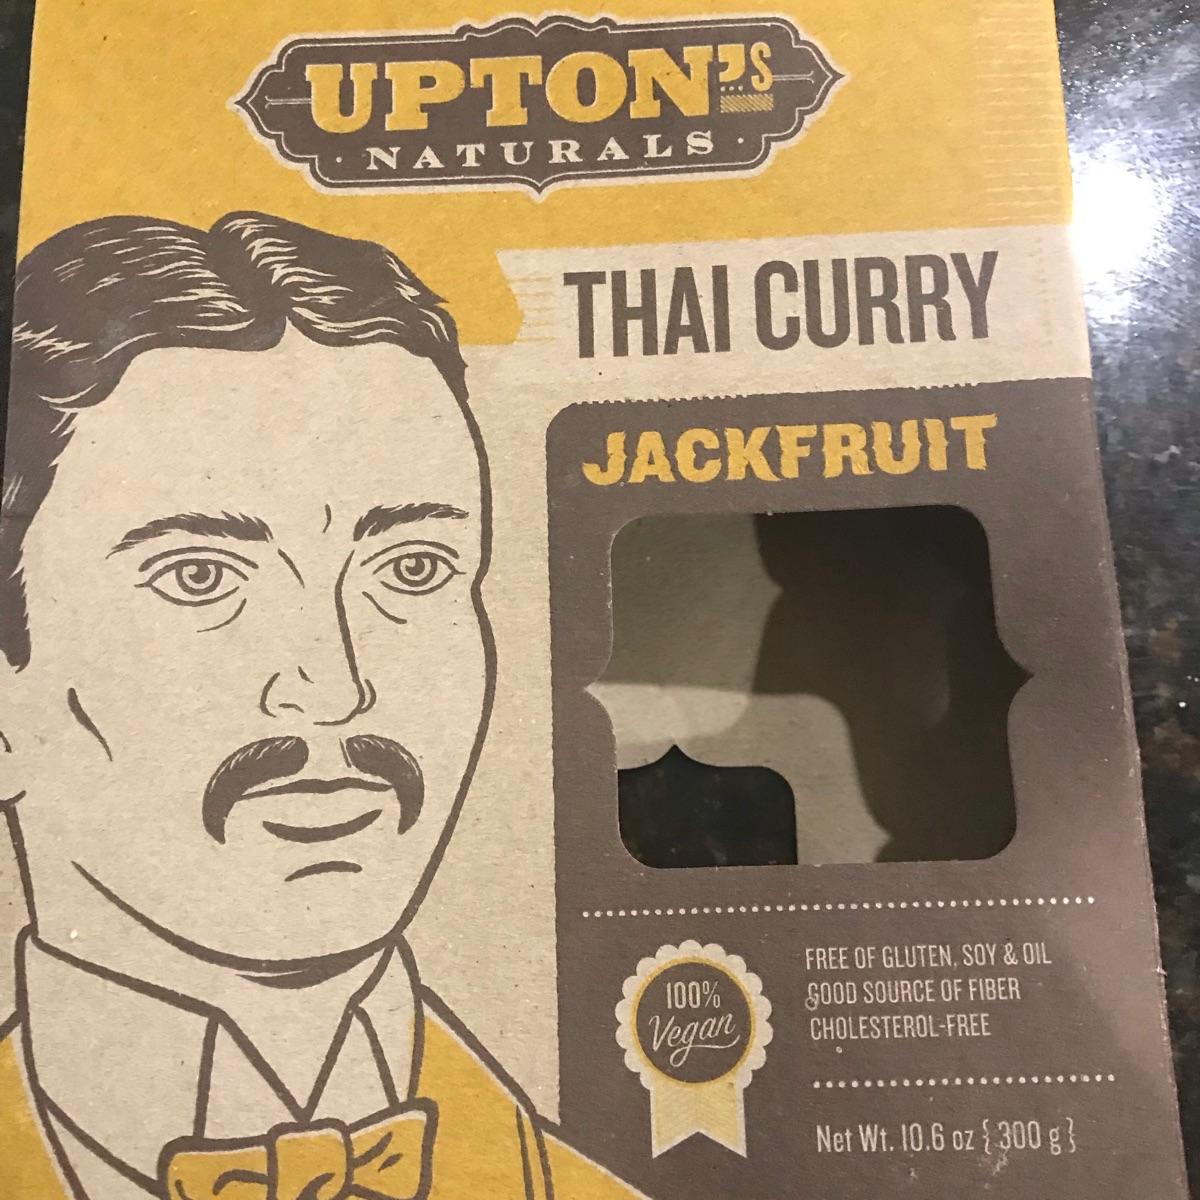 UPTON'S
NATURALS
THAI CURRY
JACKFRUIT
100%
Vegan
FREE OF GLUTEN, SOY & OIL
GOOD SOURCE OF FIBER
CHOLESTEROL-FREE
Net Wt. 10.6 oz {300 g}